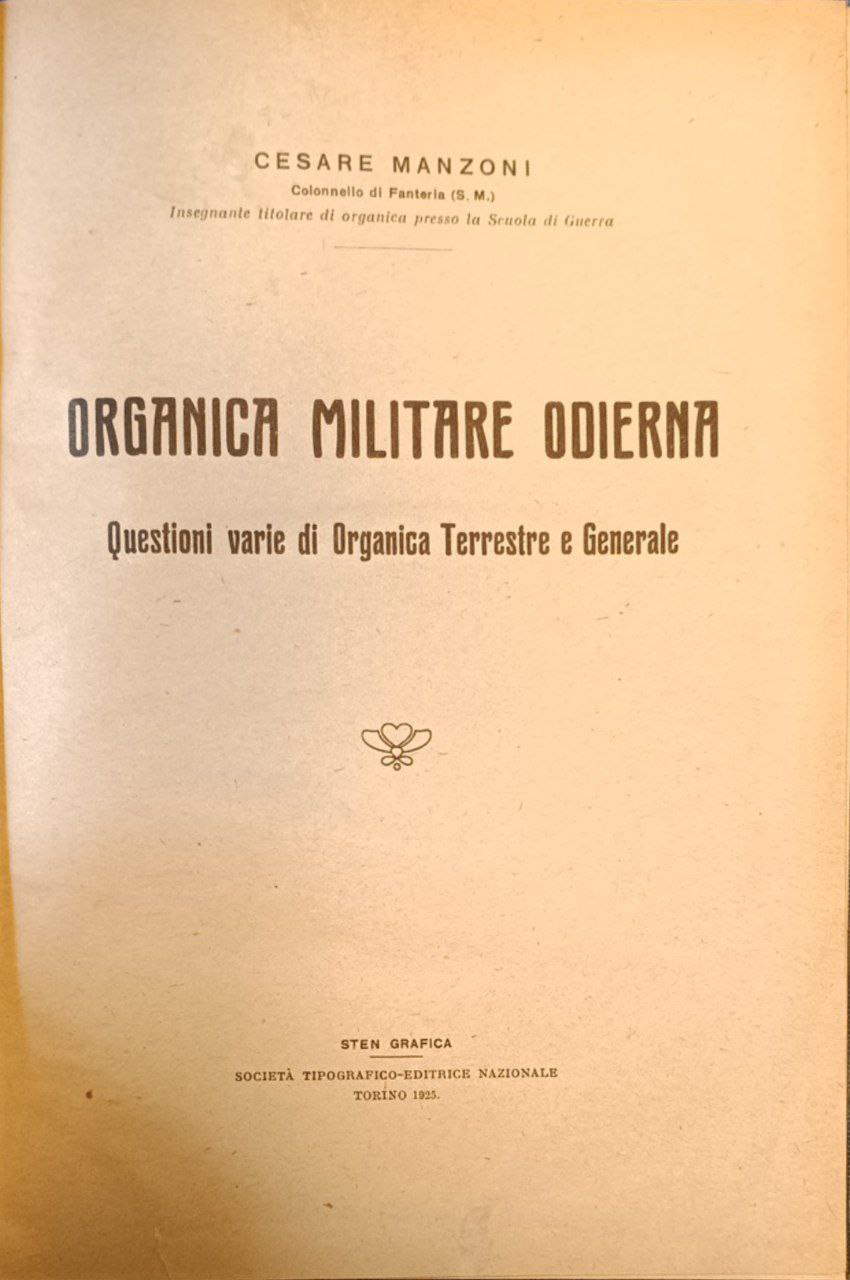 CESARE MANZONI
Colonnello di Fanteria (S. M.)
Insegnante titolare di organica presso la Scuola di Guerra
ORGANICA MILITARE ODIERNA
Questioni varie di Organica Terrestre e Generale
STEN GRAFICA
SOCIETÀ TIPOGRAFICO-EDITRICE NAZIONALE
TORINO 1925.